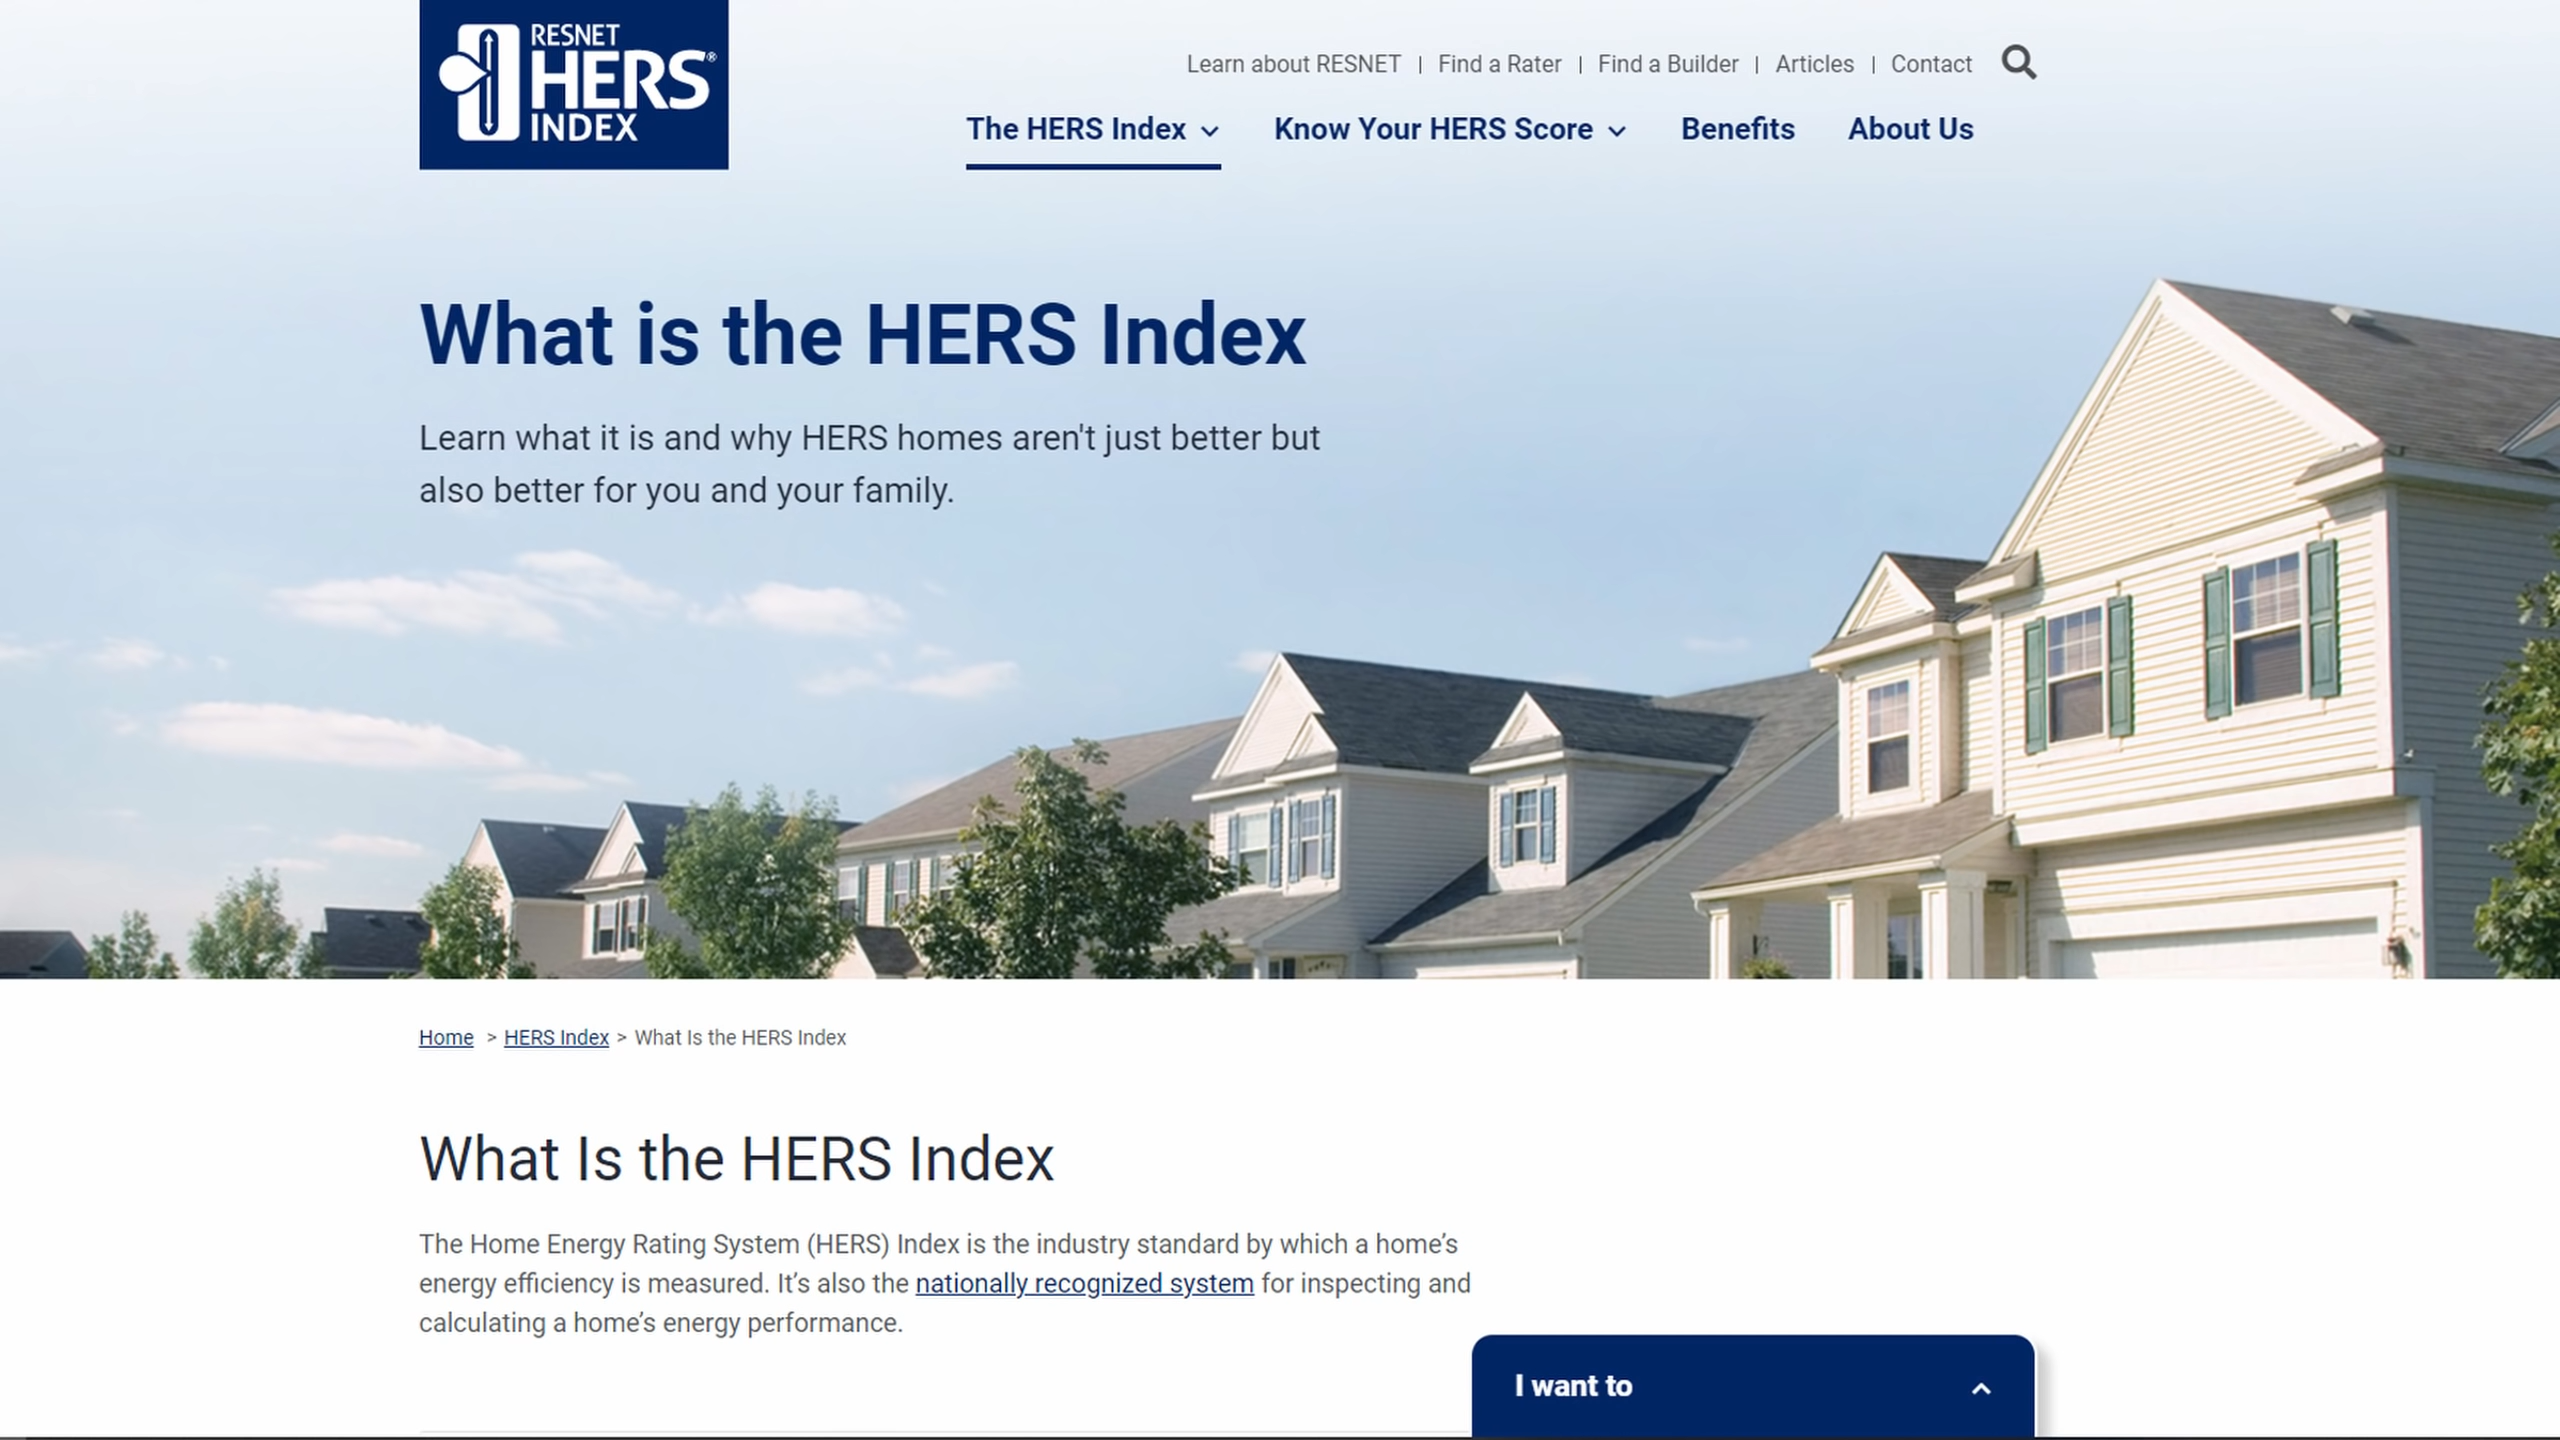 RESNET
HERS®
INDEX
Learn about RESNET | Find a Rater | Find a Builder | Articles | Contact
The HERS Index Know Your HERS Score Benefits About Us
What is the HERS Index
Learn what it is and why HERS homes aren't just better but
also better for you and your family.
Home > HERS Index > What Is the HERS Index
What Is the HERS Index
The Home Energy Rating System (HERS) Index is the industry standard by which a home’s
energy efficiency is measured. It’s also the nationally recognized system for inspecting and
calculating a home’s energy performance.
I want to